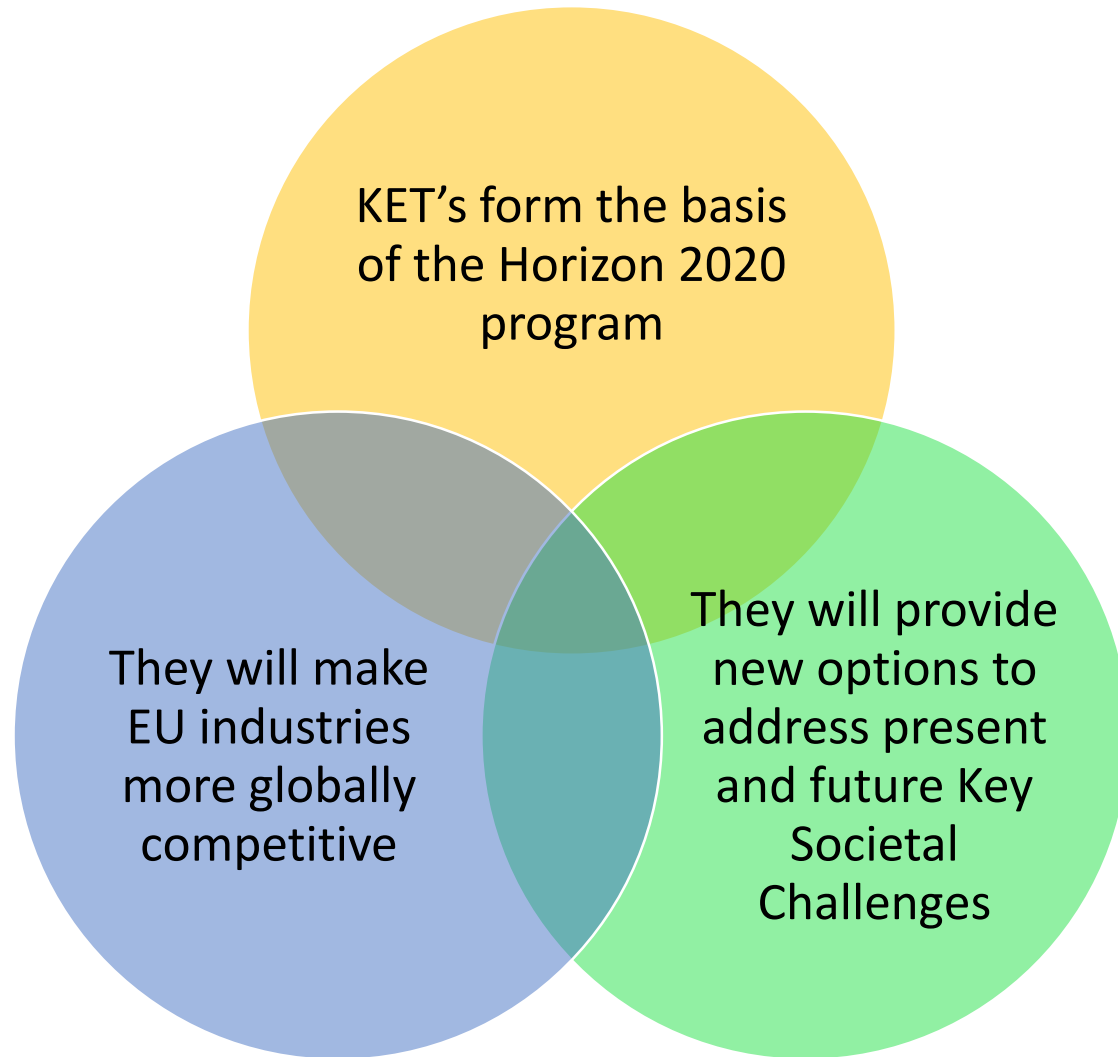 KET’s form the basis
of the Horizon 2020
program
They will make
EU industries
more globally
competitive
They will provide
new options to
address present
and future Key
Societal
Challenges